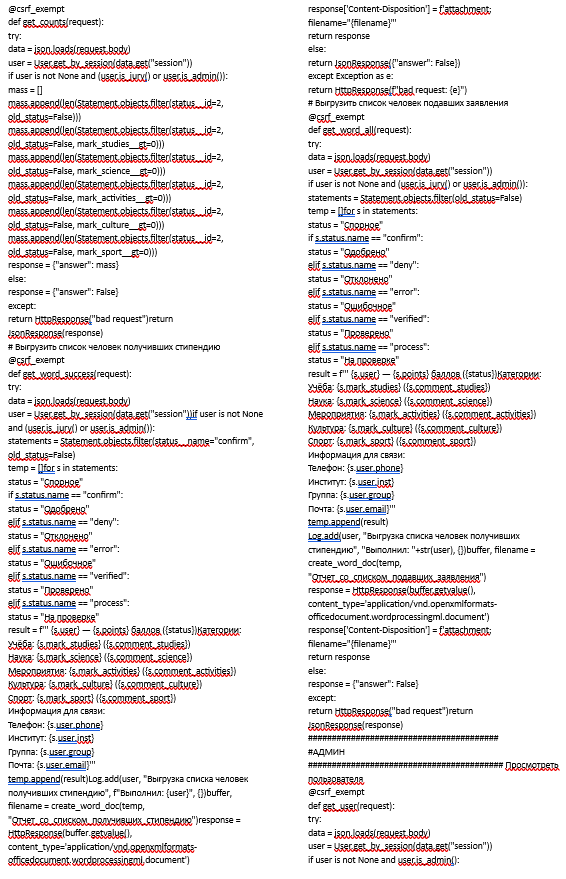 @csrf_exempt
def get_counts(request):
try:
data = json.loads(request.body)
user = User.get_by_session(data.get("session"))
if user is not None and (user.is_jury() or user.is_admin()):
mass = []
mass.append(len(Statement.objects.filter(status__id=2,
old_status=False)))
mass.append(len(Statement.objects.filter(status__id=2,
old_status=False, mark_studies__gt=0)))
mass.append(len(Statement.objects.filter(status__id=2,
old_status=False, mark_science__gt=0)))
mass.append(len(Statement.objects.filter(status__id=2,
old_status=False, mark_activities__gt=0)))
mass.append(len(Statement.objects.filter(status__id=2,
old_status=False, mark_culture__gt=0)))
mass.append(len(Statement.objects.filter(status__id=2,
old_status=False, mark_sport__gt=0)))
response = {"answer": mass}
else:
response = {"answer": False}
except:
return HttpResponse("bad request")return
JsonResponse(response)
# Выгрузить список человек получивших стипендию
@csrf_exempt
def get_word_success(request):
try:
data = json.loads(request.body)
user = User.get_by_session(data.get("session"))if user is not None
and (user.is_jury() or user.is_admin()):
statements = Statement.objects.filter(status__name="confirm",
old_status=False)
temp = []for s in statements:
status = "Спорное"
if s.status.name == "confirm":
status = "Одобрено"
elif s.status.name == "deny":
status = "Отклонено"
elif s.status.name == "error":
status = "Ошибочное"
elif s.status.name == "verified":
status = "Проверено"
elif s.status.name == "process":
status = "На проверке"
result = f''' {s.user} — {s.points} баллов ({status})Категории:
Учёба: {s.mark_studies} ({s.comment_studies})
Наука: {s.mark_science} ({s.comment_science})
Мероприятия: {s.mark_activities} ({s.comment_activities})
Культура: {s.mark_culture} ({s.comment_culture})
Спорт: {s.mark_sport} ({s.comment_sport})
Информация для связи:
Телефон: {s.user.phone}
Институт: {s.user.inst}
Группа: {s.user.group}
Почта: {s.user.email}'''
temp.append(result)Log.add(user, "Выгрузка списка человек
получивших стипендию", f"Выполнил: {user}", {})buffer,
filename = create_word_doc(temp,
"Отчет_со_списком_получивших_стипендию")response =
HttpResponse(buffer.getvalue(),
content_type='application/vnd.openxmlformats-
officedocument.wordprocessingml.document')
response['Content-Disposition'] = f'attachment;
filename="{filename}"'
return response
else:
return JsonResponse({"answer": False})
except Exception as e:
return HttpResponse(f"bad request: {e}")
# Выгрузить список человек подавших заявления
@csrf_exempt
def get_word_all(request):
try:
data = json.loads(request.body)
user = User.get_by_session(data.get("session"))
if user is not None and (user.is_jury() or user.is_admin()):
statements = Statement.objects.filter(old_status=False)
temp = []for s in statements:
status = "Спорное"
if s.status.name == "confirm":
status = "Одобрено"
elif s.status.name == "deny":
status = "Отклонено"
elif s.status.name == "error":
status = "Ошибочное"
elif s.status.name == "verified":
status = "Проверено"
elif s.status.name == "process":
status = "На проверке"
result = f''' {s.user} — {s.points} баллов ({status})Категории:
Учёба: {s.mark_studies} ({s.comment_studies})
Наука: {s.mark_science} ({s.comment_science})
Мероприятия: {s.mark_activities} ({s.comment_activities})
Культура: {s.mark_culture} ({s.comment_culture})
Спорт: {s.mark_sport} ({s.comment_sport})
Информация для связи:
Телефон: {s.user.phone}
Институт: {s.user.inst}
Группа: {s.user.group}
Почта: {s.user.email}'''
temp.append(result)
Log.add(user, "Выгрузка списка человек получивших
стипендию", "Выполнил: "+str(user), {})buffer, filename =
create_word_doc(temp,
"Отчет_со_списком_подавших_заявления")
response = HttpResponse(buffer.getvalue(),
content_type='application/vnd.openxmlformats-
officedocument.wordprocessingml.document')
response['Content-Disposition'] = f'attachment;
filename="{filename}"'
return response
else:
response = {"answer": False}
except:
return HttpResponse("bad request")return
JsonResponse(response)
########################################
#АДМИН
######################################### Просмотреть
пользователя
@csrf_exempt
def get_user(request):
try:
data = json.loads(request.body)
user = User.get_by_session(data.get("session"))
if user is not None and user.is_admin():